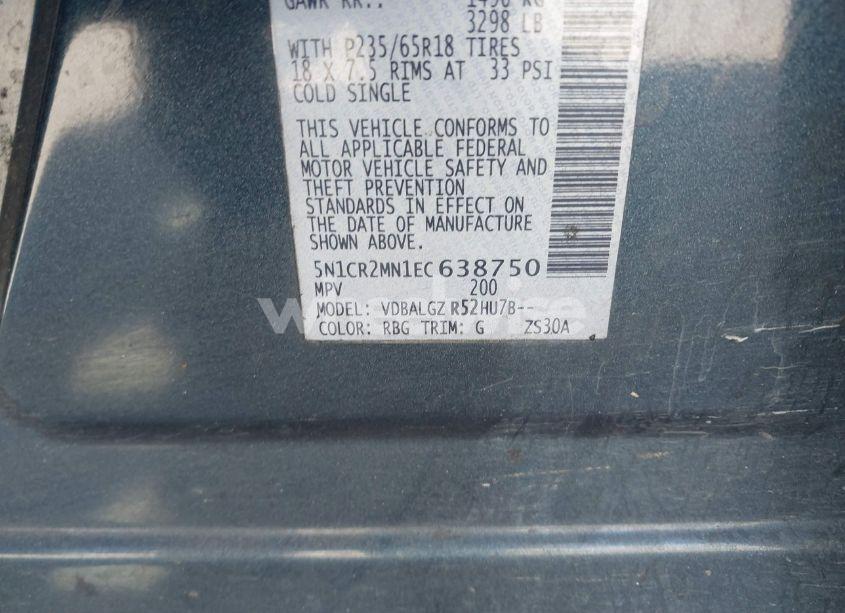 GAWR RR.: 1496 KG
3298 LB
WITH P235/65R18 TIRES
18 X 7.5 RIMS AT 33 PSI
COLD SINGLE
THIS VEHICLE CONFORMS TO
ALL APPLICABLE FEDERAL
MOTOR VEHICLE SAFETY AND
THEFT PREVENTION
STANDARDS IN EFFECT ON
THE DATE OF MANUFACTURE
SHOWN ABOVE.
5N1CR2MN1EC638750
MPV 200
MODEL: VDBALGZ R52HU7B--
COLOR: RBG TRIM: G ZS30A